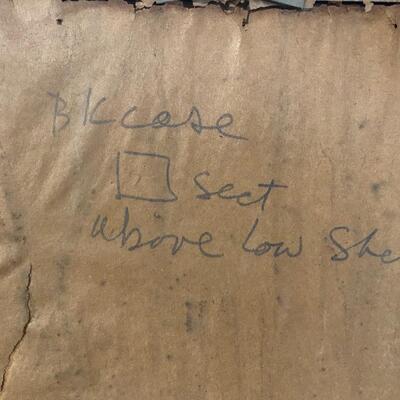 BKcase
□ Sect
above low She